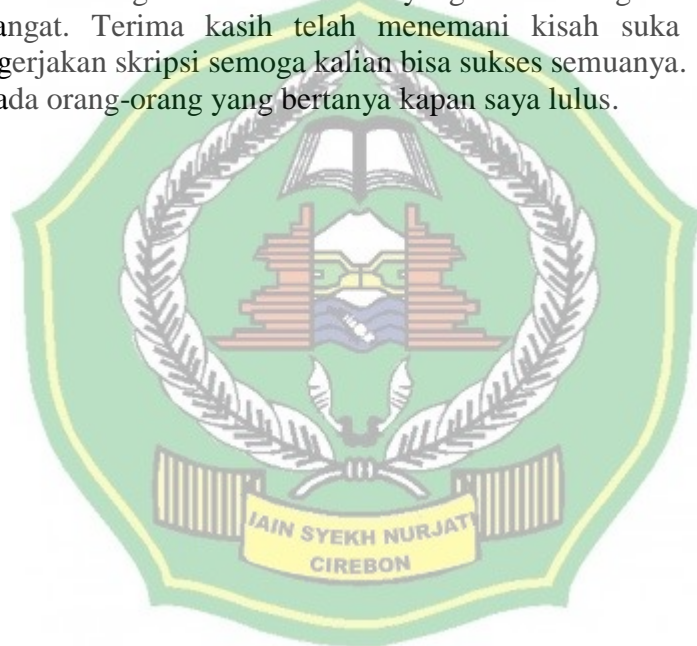 angat. Terima kasih telah menemani kisah suka
gerjakan skripsi semoga kalian bisa sukses semuanya.
ada orang-orang yang bertanya kapan saya lulus.
IAIN SYEKH NURJATI
CIREBON